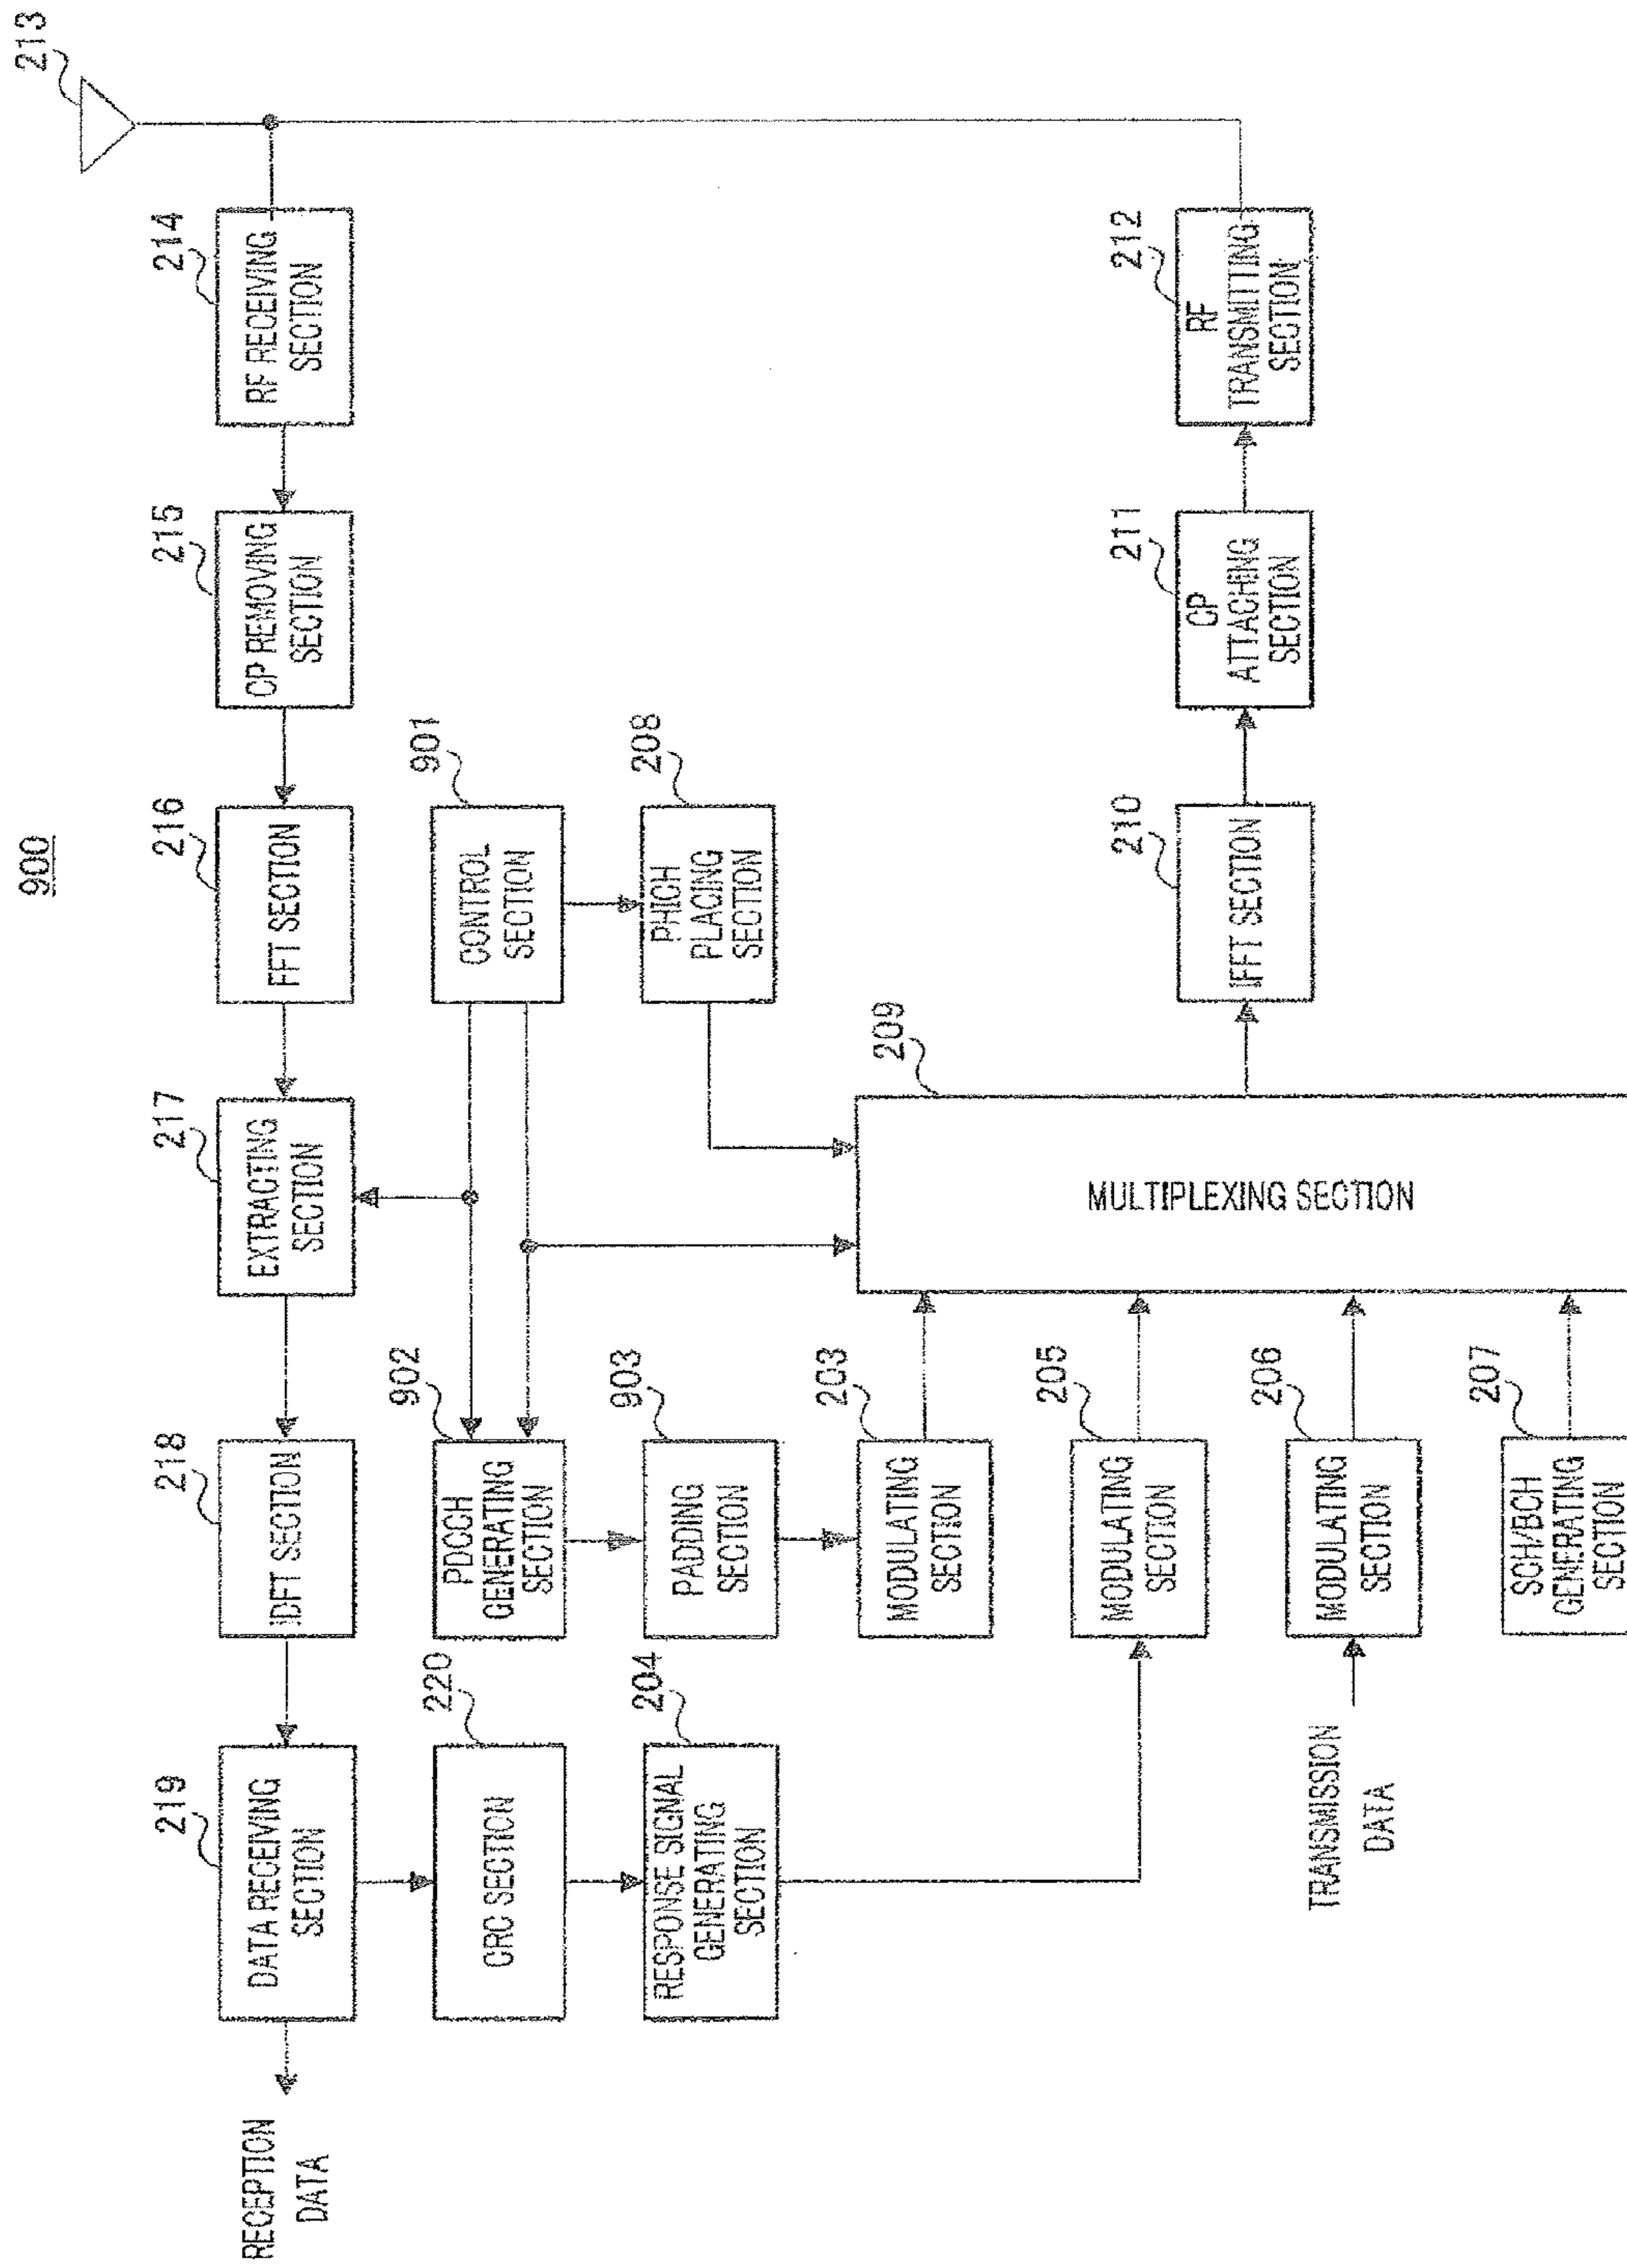 900
213
214
RF RECEIVING
SECTION
215
CP REMOVING
SECTION
216
FFT SECTION
217
EXTRACTING
SECTION
218
IDFT SECTION
219
DATA RECEIVING
SECTION
RECEPTION
DATA
901
CONTROL
SECTION
902
PDCCH
GENERATING
SECTION
220
CRC SECTION
208
PHICH
PLACING
SECTION
903
PADDING
SECTION
204
RESPONSE SIGNAL
GENERATING
SECTION
209
MULTIPLEXING SECTION
203
MODULATING
SECTION
205
MODULATING
SECTION
206
MODULATING
SECTION
TRANSMISSION
DATA
207
SCH/BCH
GENERATING
SECTION
210
IFFT SECTION
211
CP
ATTACHING
SECTION
212
RF
TRANSMITTING
SECTION